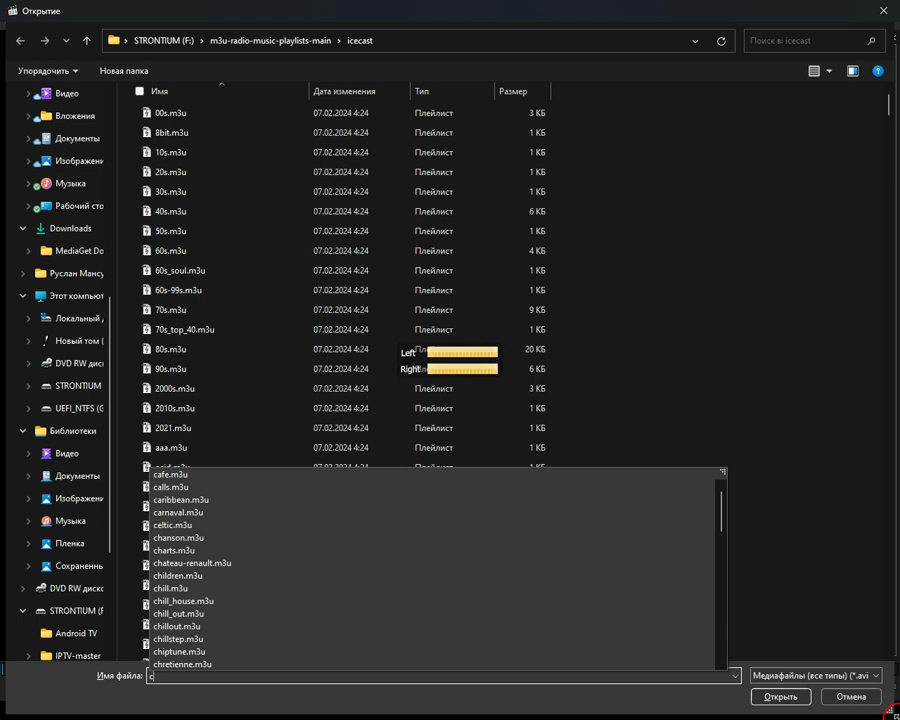 Открытие
STRONTIUM (F:) › m3u-radio-music-playlists-main › icecast
Поиск в: icecast
Упорядочить
Новая папка
Имя
Дата изменения
Тип
Размер
Видео
Вложения
Документы
Изображени
Музыка
Рабочий сто
Downloads
MediaGet Do
Руслан Мансу
Этот компьют
Локальный
Новый том (
DVD RW дис
STRONTIUM
UEFI_NTFS (G
Библиотеки
Видео
Документы
Изображени
Музыка
Пленка
Сохраненны
DVD RW диско
STRONTIUM (F
Android TV
IPTV-master
00s.m3u 07.02.2024 4:24 Плейлист 3 КБ
8bit.m3u 07.02.2024 4:24 Плейлист 1 КБ
10s.m3u 07.02.2024 4:24 Плейлист 1 КБ
20s.m3u 07.02.2024 4:24 Плейлист 1 КБ
30s.m3u 07.02.2024 4:24 Плейлист 1 КБ
40s.m3u 07.02.2024 4:24 Плейлист 6 КБ
50s.m3u 07.02.2024 4:24 Плейлист 1 КБ
60s.m3u 07.02.2024 4:24 Плейлист 4 КБ
60s_soul.m3u 07.02.2024 4:24 Плейлист 1 КБ
60s-99s.m3u 07.02.2024 4:24 Плейлист 1 КБ
70s.m3u 07.02.2024 4:24 Плейлист 9 КБ
70s_top_40.m3u 07.02.2024 4:24 Плейлист 1 КБ
80s.m3u 07.02.2024 4:24 Пле 20 КБ
Left
90s.m3u 07.02.2024 4:24 6 КБ
Right
2000s.m3u 07.02.2024 4:24 Плейлист 3 КБ
2010s.m3u 07.02.2024 4:24 Плейлист 1 КБ
2021.m3u 07.02.2024 4:24 Плейлист 1 КБ
aaa.m3u 07.02.2024 4:24 Плейлист 1 КБ
acid.m3u 07.02.2024 4:24 Плейлист 1 КБ
cafe.m3u
calls.m3u
caribbean.m3u
carnaval.m3u
celtic.m3u
chanson.m3u
charts.m3u
chateau-renault.m3u
children.m3u
chill.m3u
chill_house.m3u
chill_out.m3u
chillout.m3u
chillstep.m3u
chiptune.m3u
chretienne.m3u
Имя файла: c
Медиафайлы (все типы) (*.avi
Открыть
Отмена